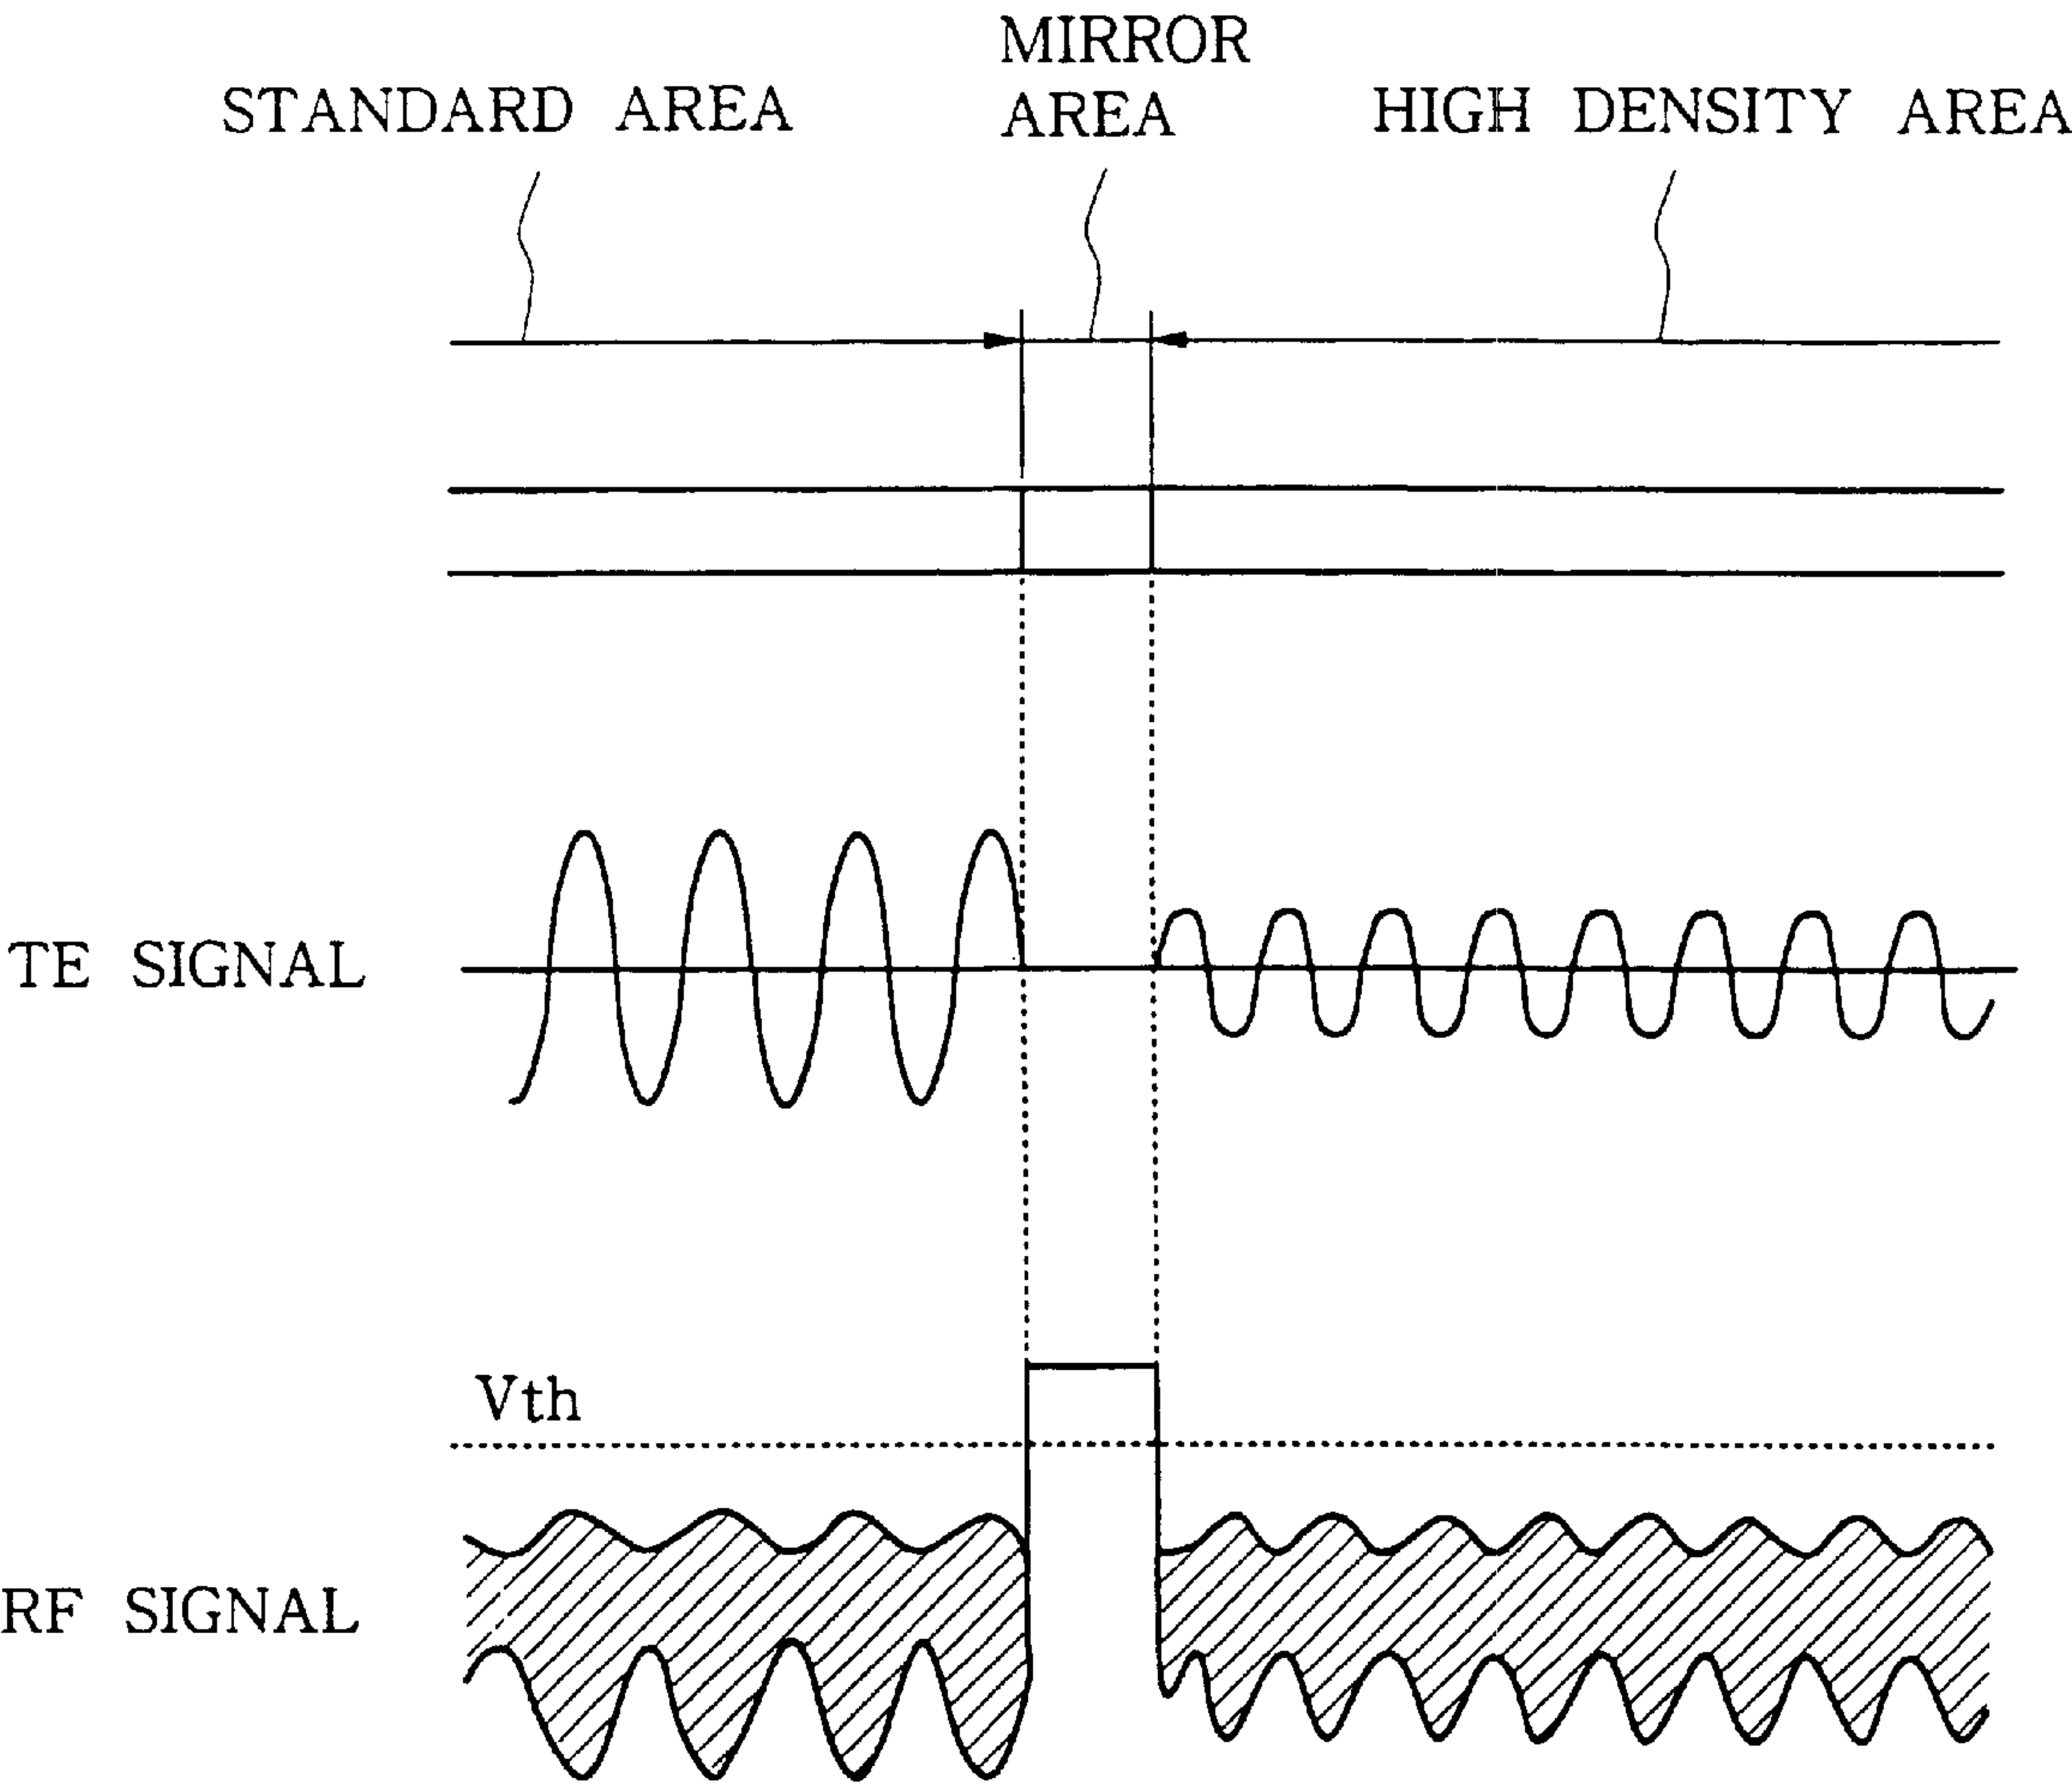 STANDARD AREA
MIRROR
AREA
HIGH DENSITY AREA
TE SIGNAL
Vth
RF SIGNAL